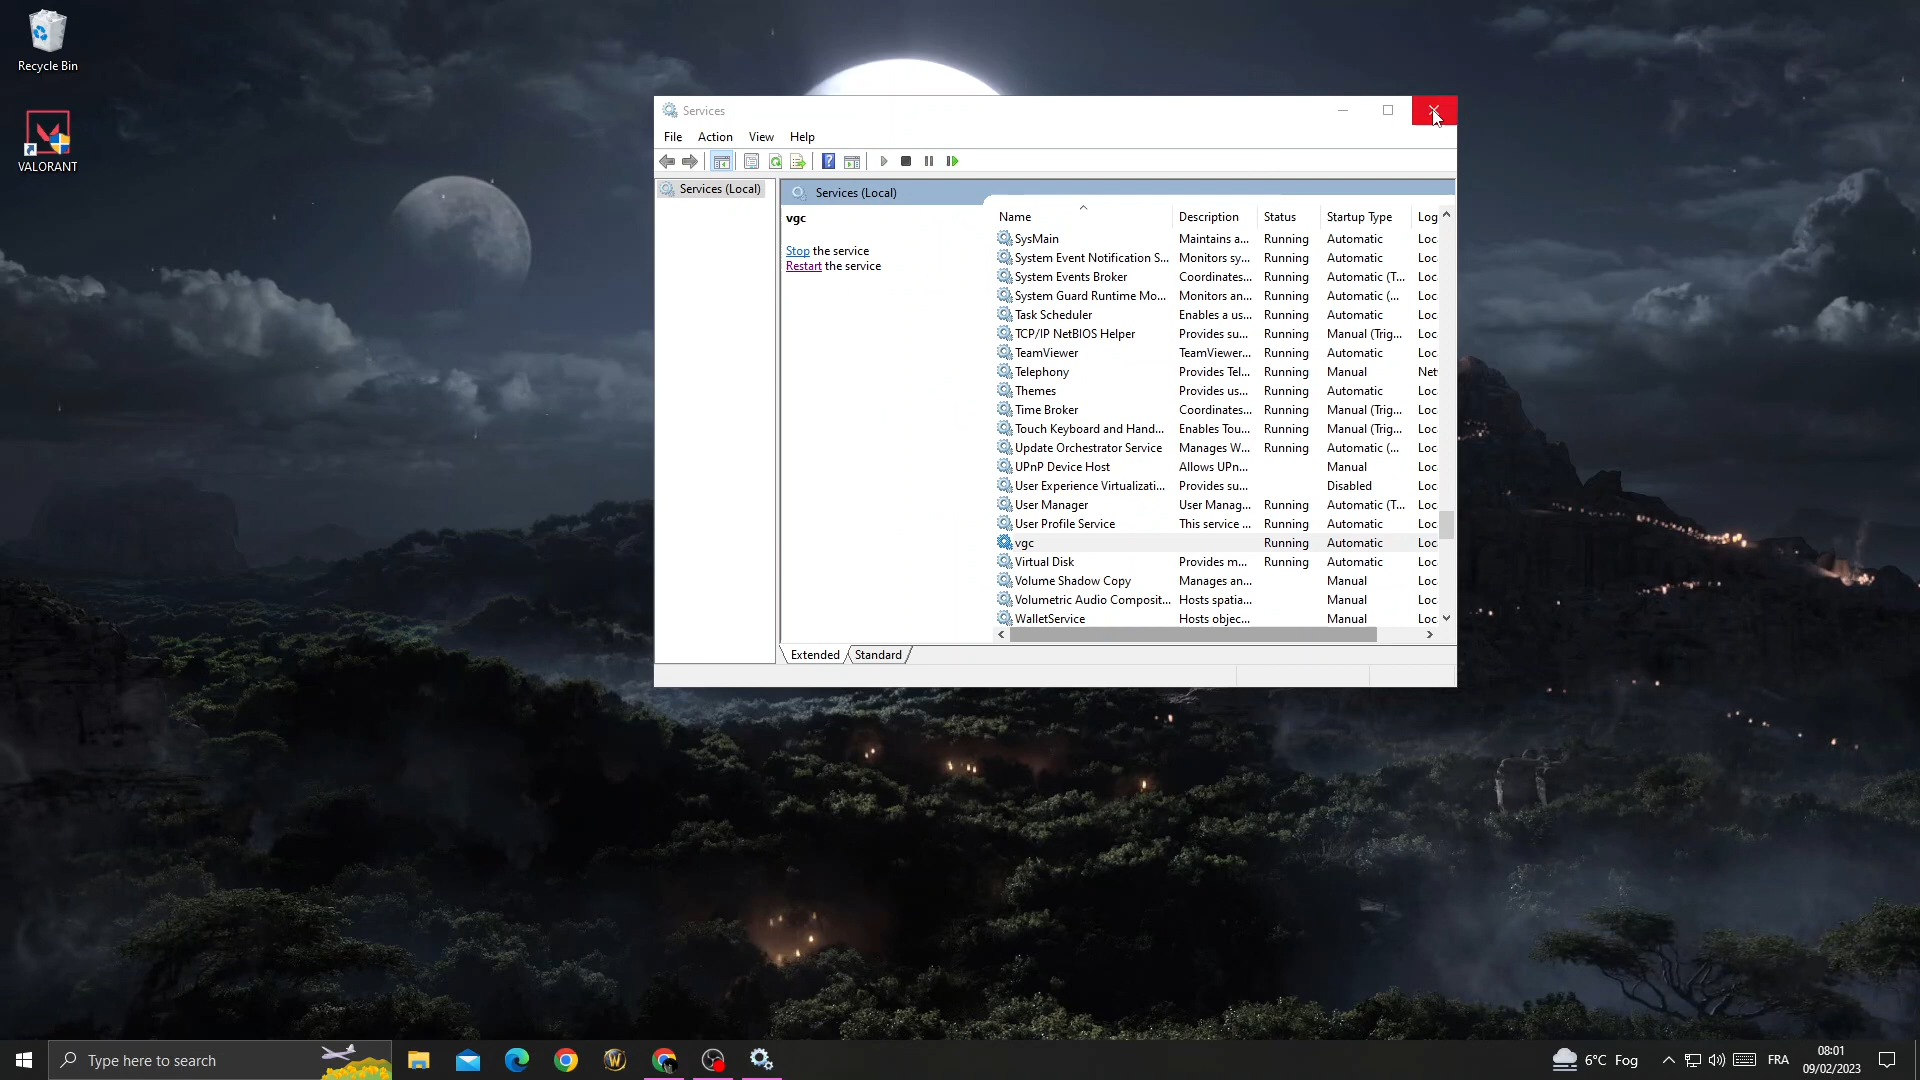 Recycle Bin
VALORANT
Services
File Action View Help
Services (Local)
Services (Local)
vgc
Stop the service
Restart the service
Name Description Status Startup Type Log
SysMain Maintains a... Running Automatic Loc
System Event Notification S... Monitors sy... Running Automatic Loc
System Events Broker Coordinates... Running Automatic (T... Loc
System Guard Runtime Mo... Monitors an... Running Automatic (... Loc
Task Scheduler Enables a us... Running Automatic Loc
TCP/IP NetBIOS Helper Provides su... Running Manual (Trig... Loc
TeamViewer TeamViewer... Running Automatic Loc
Telephony Provides Tel... Running Manual Net
Themes Provides us... Running Automatic Loc
Time Broker Coordinates... Running Manual (Trig... Loc
Touch Keyboard and Hand... Enables Tou... Running Manual (Trig... Loc
Update Orchestrator Service Manages W... Running Automatic (... Loc
UPnP Device Host Allows UPn... Manual Loc
User Experience Virtualizati... Provides su... Disabled Loc
User Manager User Manag... Running Automatic (T... Loc
User Profile Service This service ... Running Automatic Loc
vgc Running Automatic Loc
Virtual Disk Provides m... Running Automatic Loc
Volume Shadow Copy Manages an... Manual Loc
Volumetric Audio Composit... Hosts spatia... Manual Loc
WalletService Hosts objec... Manual Loc
Extended Standard
Type here to search
6°C Fog
FRA
08:01
09/02/2023